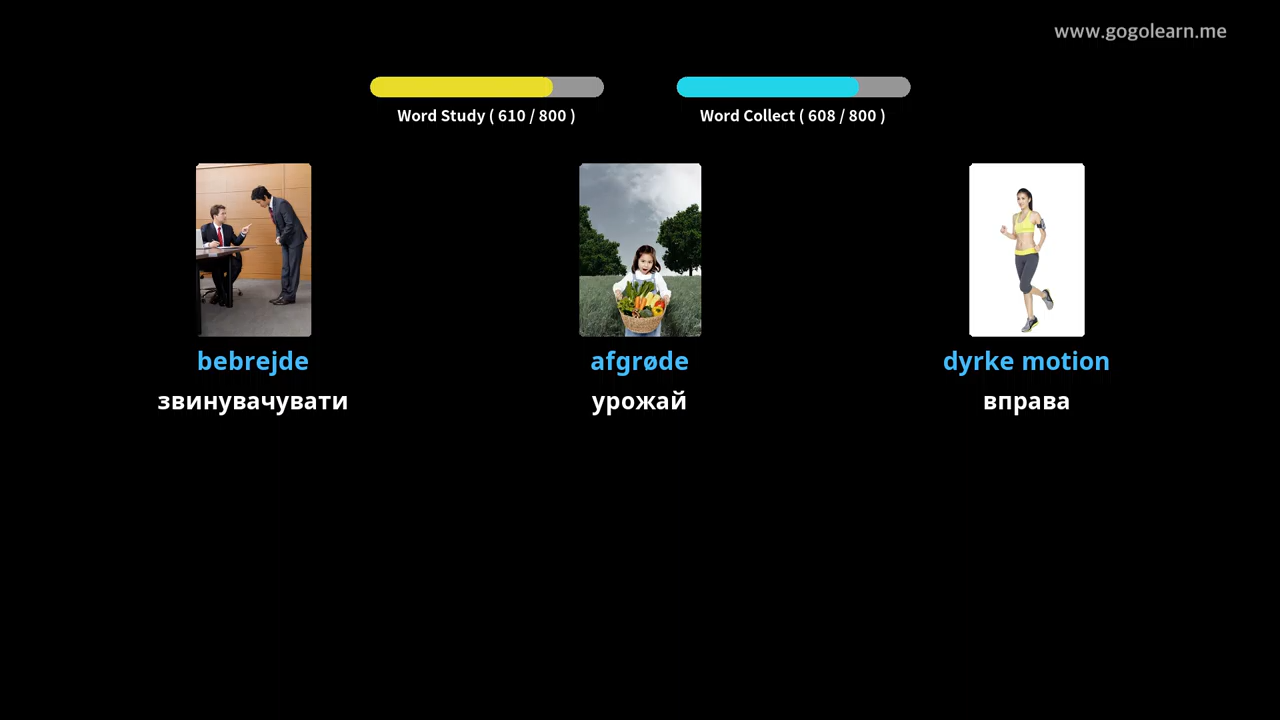 www.gogolearn.me
Word Study ( 610 / 800 )
Word Collect ( 608 / 800 )
bebrejde
afgrøde
dyrke motion
звинувачувати
урожай
вправа